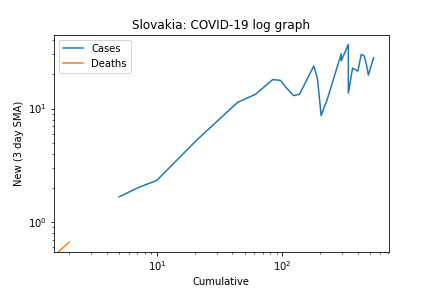 Slovakia: COVID-19 log graph
Cases
Deaths
New (3 day SMA)
10¹
10⁰
10¹
10²
Cumulative